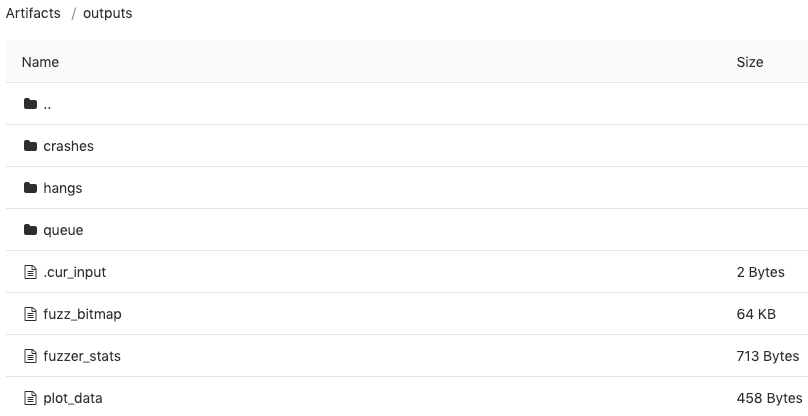 Artifacts / outputs
Name Size
..
crashes
hangs
queue
.cur_input 2 Bytes
fuzz_bitmap 64 KB
fuzzer_stats 713 Bytes
plot_data 458 Bytes